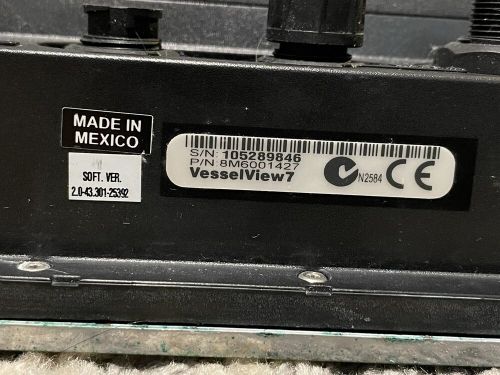 MADE IN
MEXICO
SOFT. VER.
2.0-43.301-25392
S/N: 105289846
P/N 8M6001427
VesselView7
N2584
CE